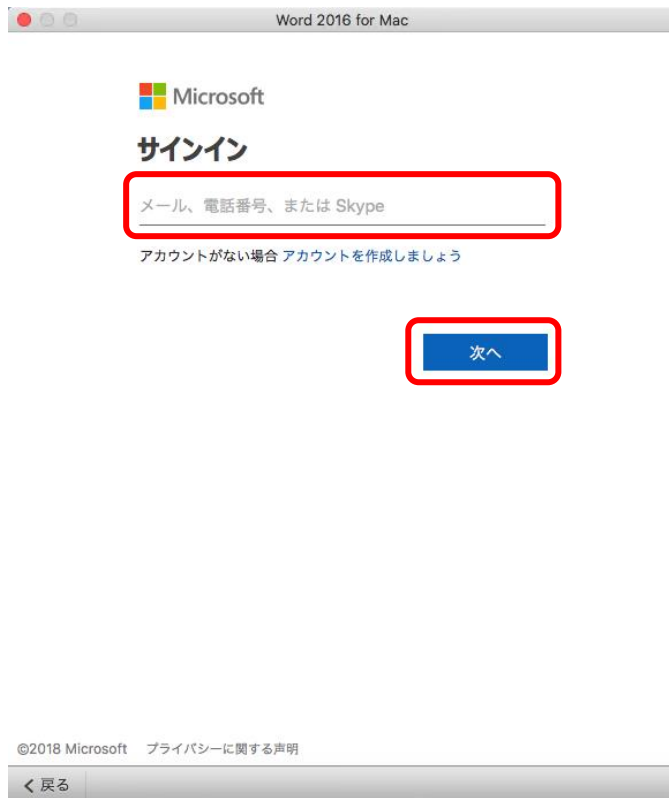 Word 2016 for Mac
Microsoft
サインイン
メール、電話番号、または Skype
アカウントがない場合 アカウントを作成しましょう
次へ
©2018 Microsoft プライバシーに関する声明
戻る